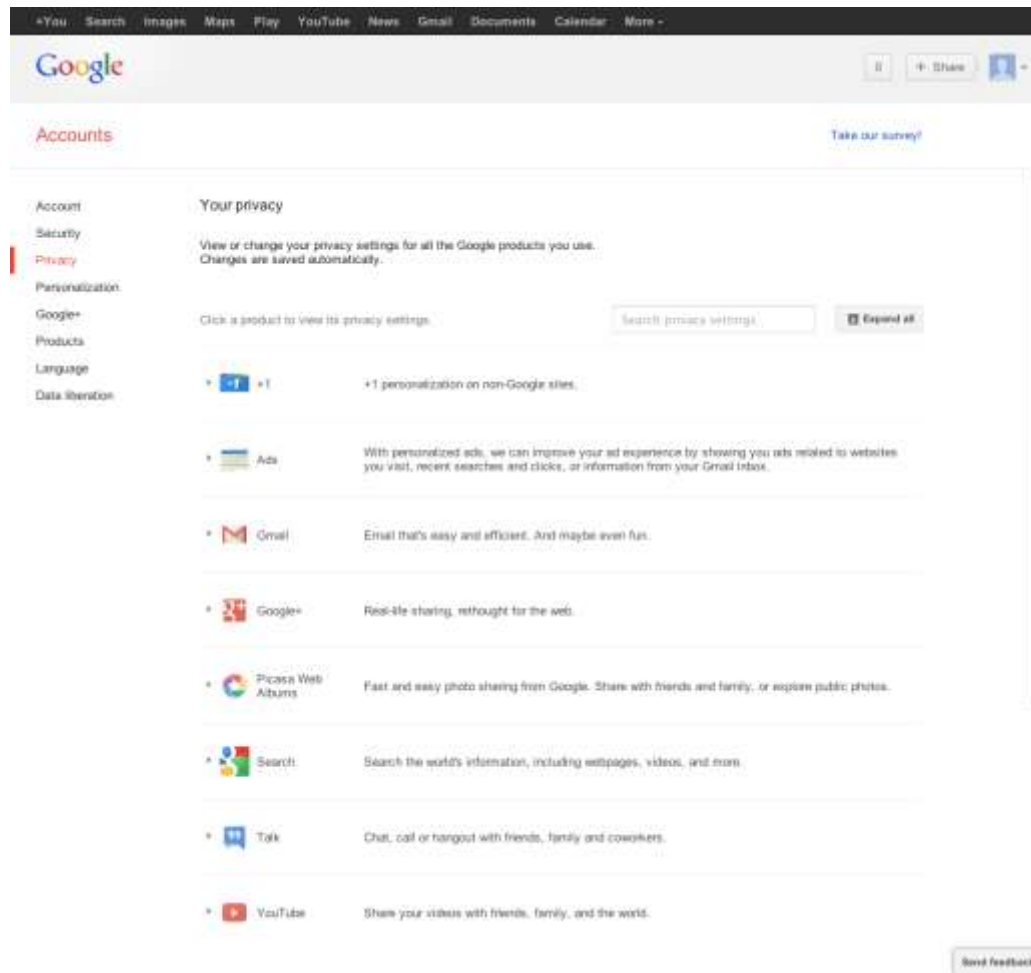 +You Search Images Maps Play YouTube News Gmail Documents Calendar More
Google
0 + Share
Accounts
Take our survey!
Account
Security
Privacy
Personalization
Google+
Products
Language
Data liberation
Your privacy
View or change your privacy settings for all the Google products you use.
Changes are saved automatically.
Click a product to view its privacy settings.
Search privacy settings
Expand all
+1 +1 +1 personalization on non-Google sites.
Ads With personalized ads, we can improve your ad experience by showing you ads related to websites
you visit, recent searches and clicks, or information from your Gmail inbox.
Gmail Email that's easy and efficient. And maybe even fun.
Google+ Real-life sharing, rethought for the web.
Picasa Web
Albums
Fast and easy photo sharing from Google. Share with friends and family, or explore public photos.
Search Search the world's information, including webpages, videos, and more.
Talk Chat, call or hangout with friends, family and coworkers.
YouTube Share your videos with friends, family, and the world.
Send feedback